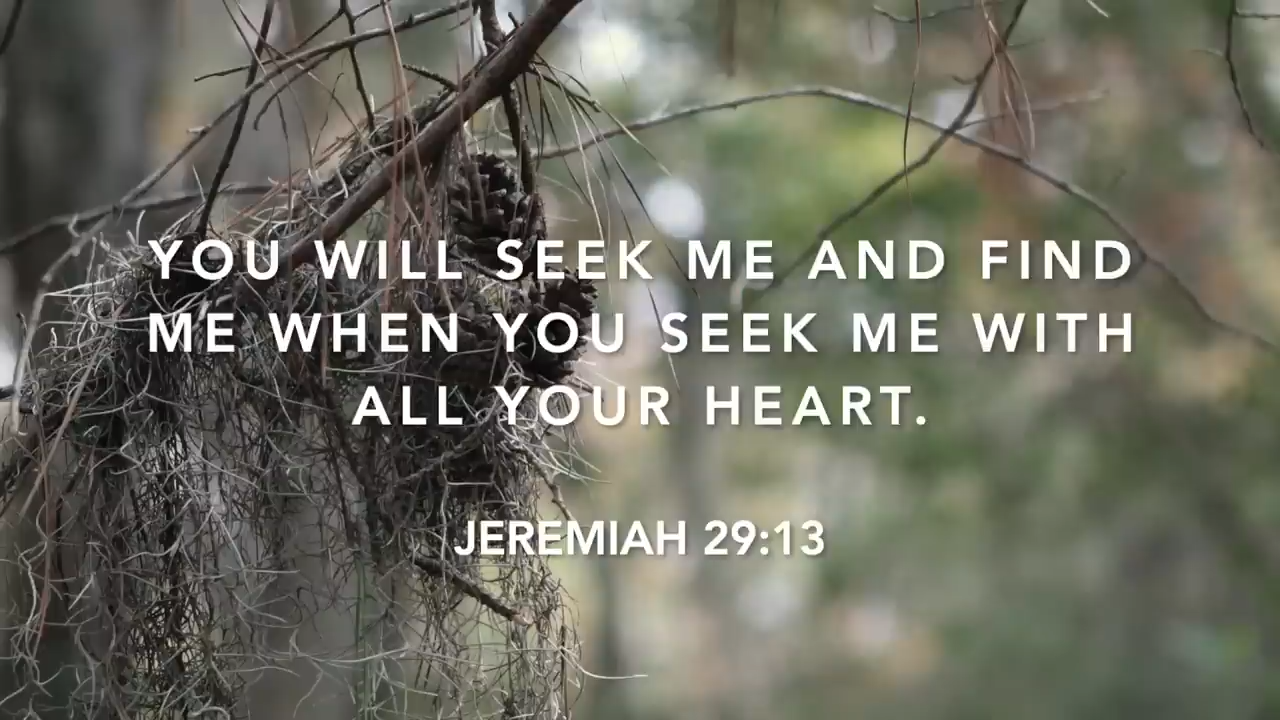 YOU WILL SEEK ME AND FIND
ME WHEN YOU SEEK ME WITH
ALL YOUR HEART.
JEREMIAH 29:13